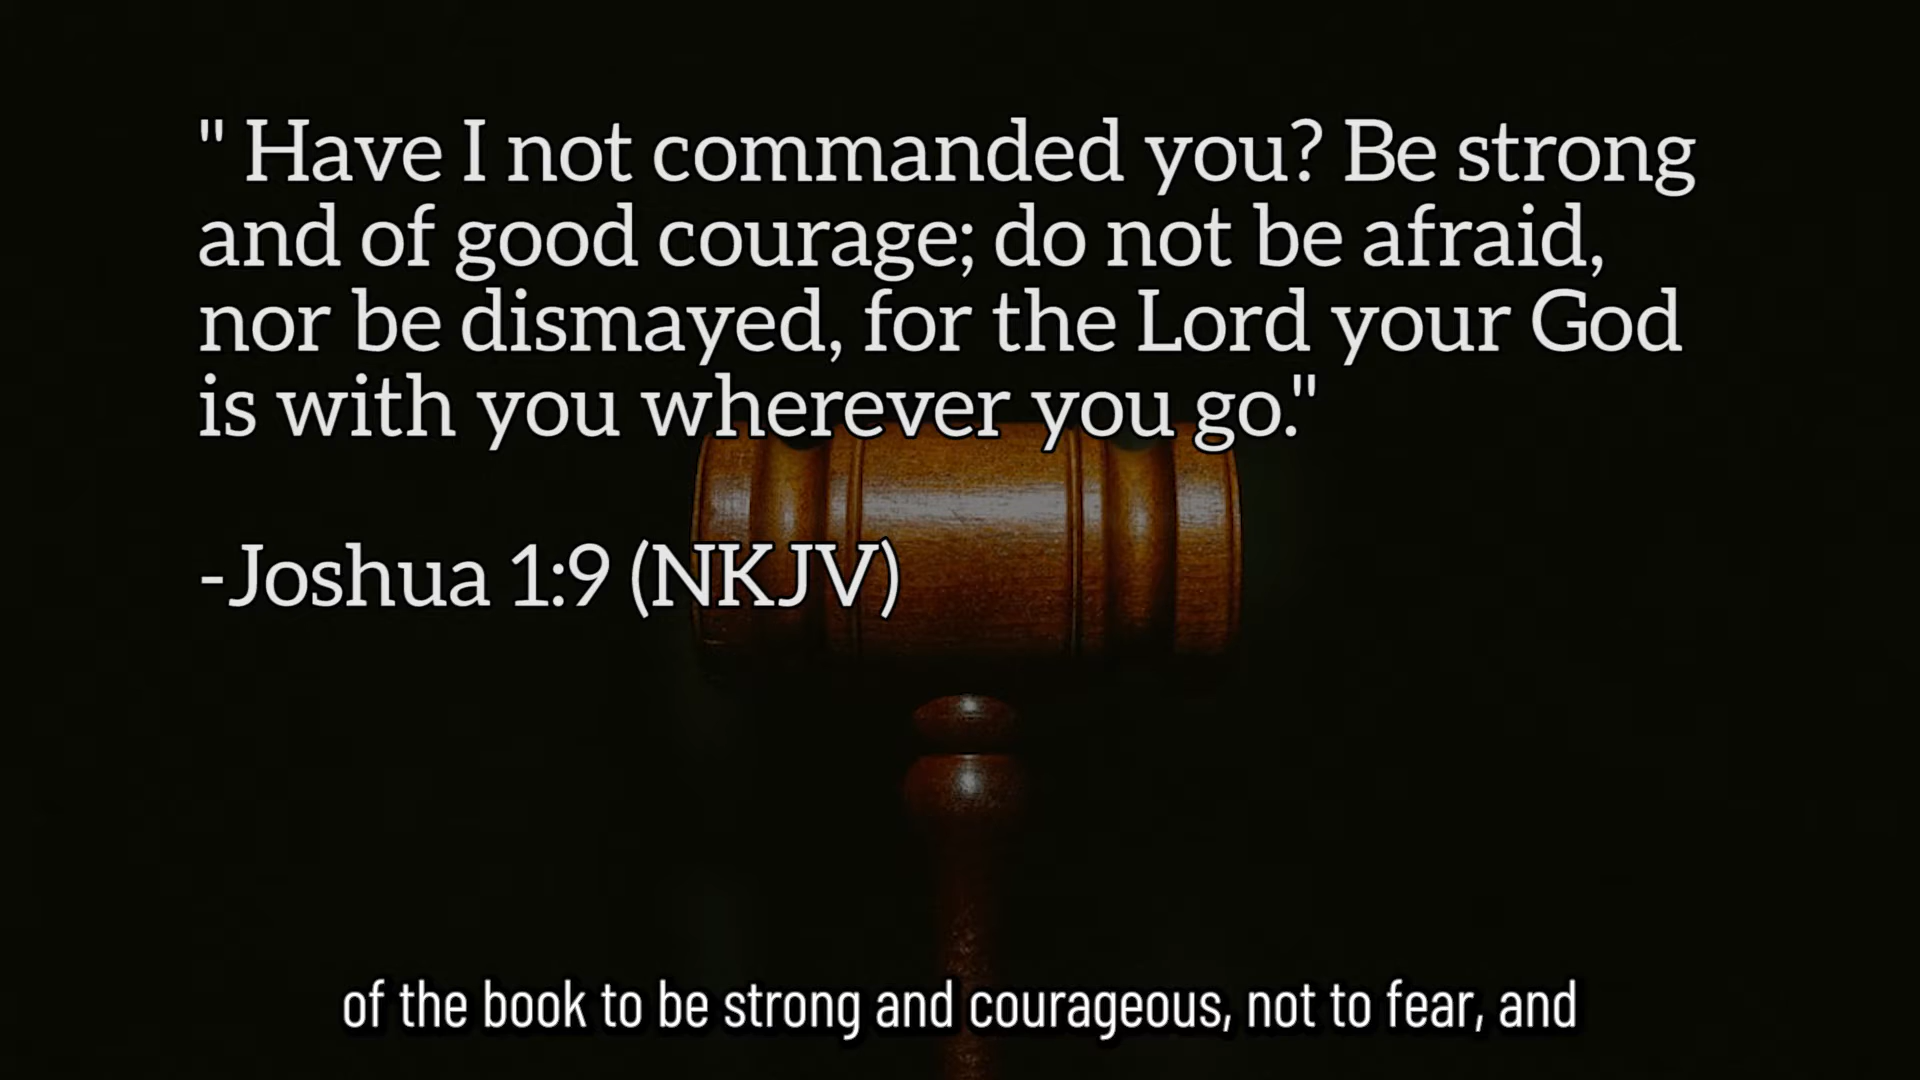 " Have I not commanded you? Be strong
and of good courage; do not be afraid,
nor be dismayed, for the Lord your God
is with you wherever you go."
-Joshua 1:9 (NKJV)
of the book to be strong and courageous, not to fear, and